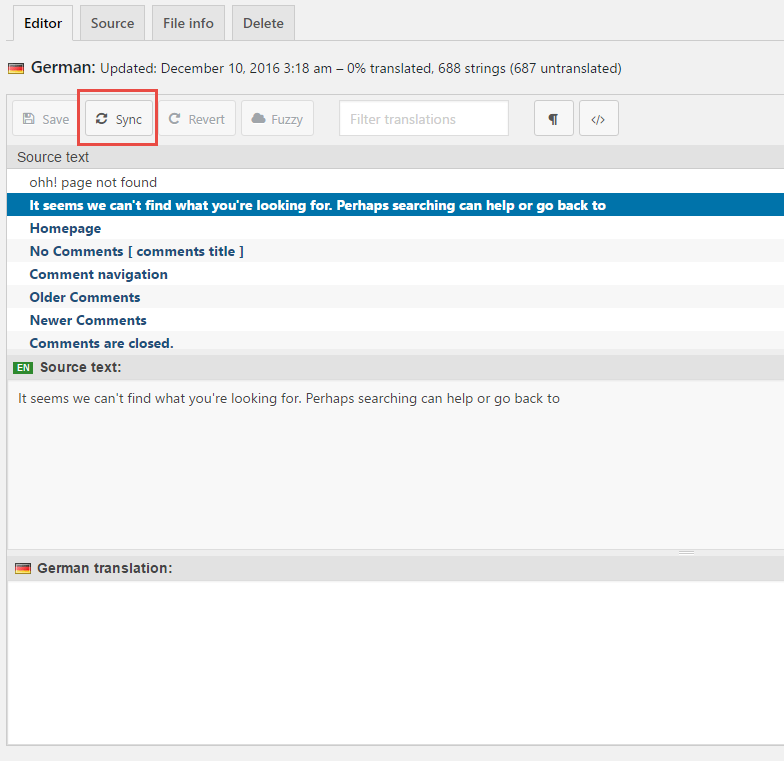 Editor Source File info Delete
German: Updated: December 10, 2016 3:18 am – 0% translated, 688 strings (687 untranslated)
Save Sync Revert Fuzzy Filter translations ¶ </>
Source text
ohh! page not found
It seems we can't find what you're looking for. Perhaps searching can help or go back to
Homepage
No Comments [ comments title ]
Comment navigation
Older Comments
Newer Comments
Comments are closed.
EN Source text:
It seems we can't find what you're looking for. Perhaps searching can help or go back to
German translation: